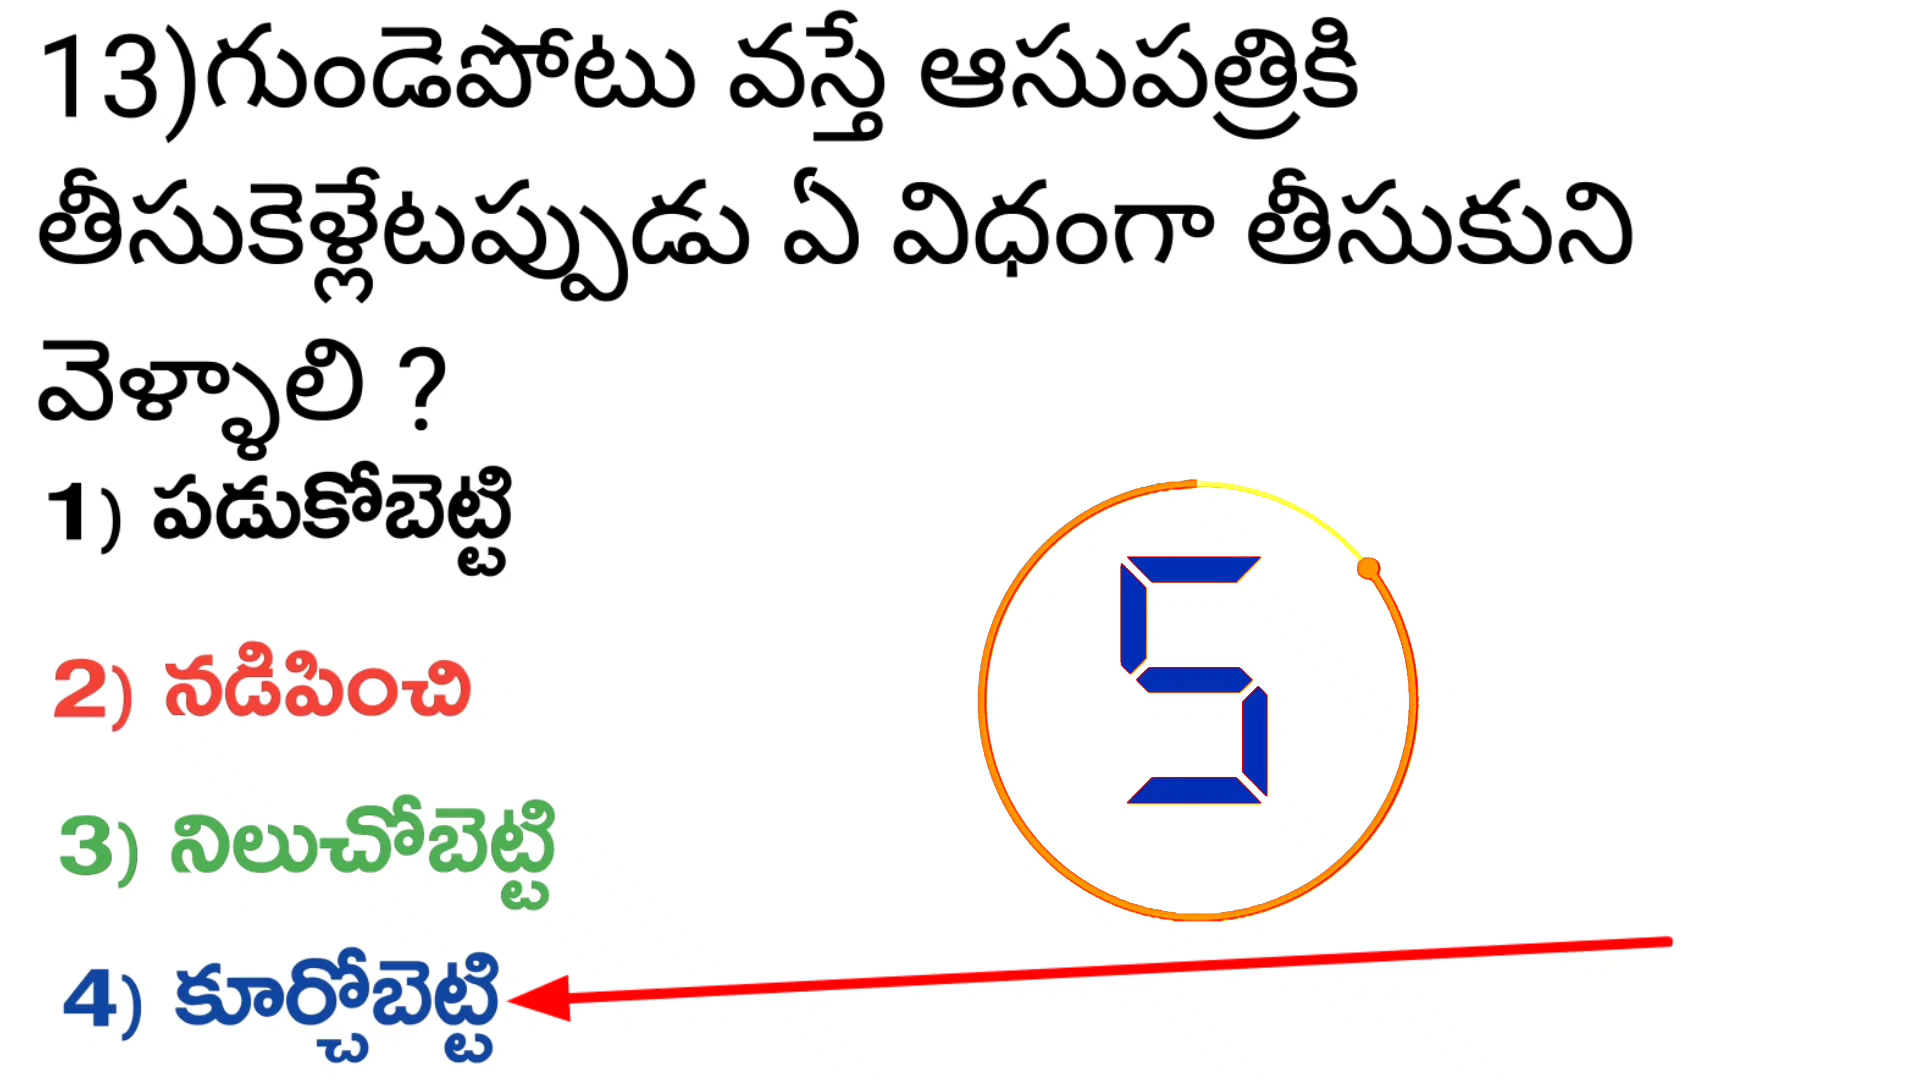 13)గుండెపోటు వస్తే ఆసుపత్రికి
తీసుకెళ్లేటప్పుడు ఏ విధంగా తీసుకుని
వెళ్ళాలి ?
1) పడుకోబెట్టి
5
2) నడిపించి
3) నిలుచోబెట్టి
4) కూర్చోబెట్టి